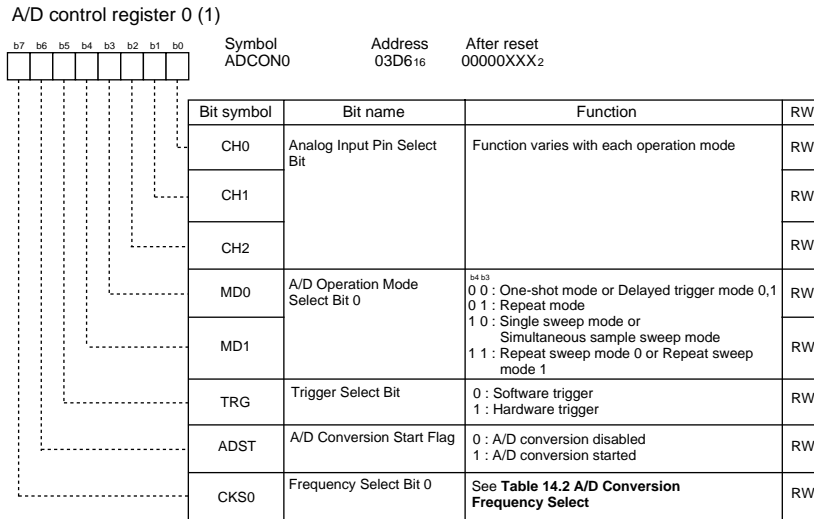 A/D control register 0 (1)
b7 b6 b5 b4 b3 b2 b1 b0
Symbol Address After reset
ADCON0 03D616 00000XXX2
Bit symbol Bit name Function RW
CH0 Analog Input Pin Select Bit Function varies with each operation mode RW
CH1 RW
CH2 RW
MD0 A/D Operation Mode Select Bit 0 RW
b4 b3
0 0 : One-shot mode or Delayed trigger mode 0,1
0 1 : Repeat mode
1 0 : Single sweep mode or
Simultaneous sample sweep mode
1 1 : Repeat sweep mode 0 or Repeat sweep
mode 1
MD1 RW
TRG Trigger Select Bit 0 : Software trigger
1 : Hardware trigger RW
ADST A/D Conversion Start Flag 0 : A/D conversion disabled
1 : A/D conversion started RW
CKS0 Frequency Select Bit 0 See Table 14.2 A/D Conversion
Frequency Select RW